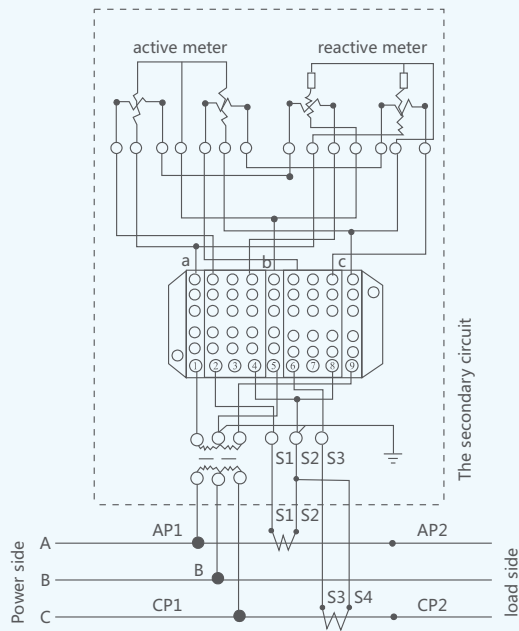 active meter
reactive meter
a
b
c
1 2 3 4 5 6 7 8 9
The secondary circuit
S1 S2 S3
S1 S2
AP1
AP2
A
B
B
S3 S4
CP1
CP2
C
Power side
load side